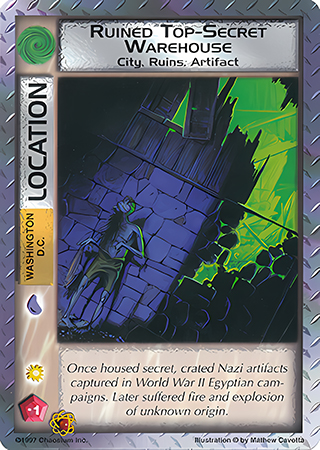 Ruined Top-Secret
Warehouse
City, Ruins, Artifact
LOCATION
WASHINGTON
D.C.
-1
Once housed secret, crated Nazi artifacts
captured in World War II Egyptian cam-
paigns. Later suffered fire and explosion
of unknown origin.
©1997 Chaosium Inc.
Illustration © by Mathew Cavotta